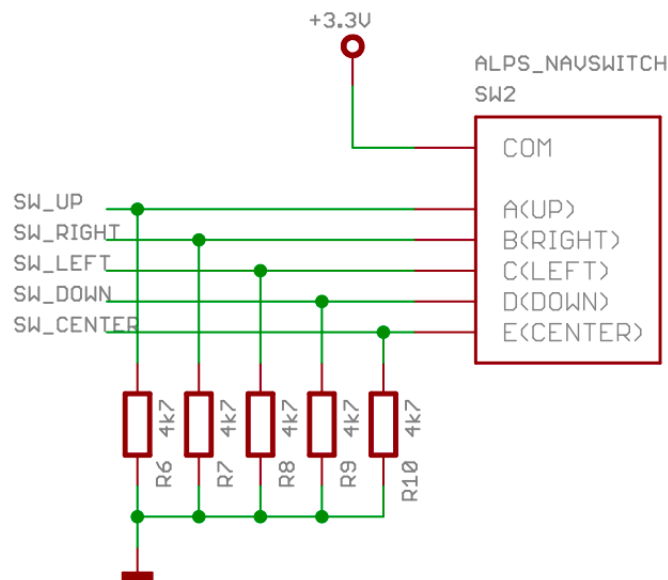 +3.3V
ALPS_NAVSWITCH
SW2
COM
SW_UP
A(UP)
SW_RIGHT
B(RIGHT)
SW_LEFT
C(LEFT)
SW_DOWN
D(DOWN)
SW_CENTER
E(CENTER)
4k7
4k7
4k7
4k7
4k7
R6
R7
R8
R9
R10